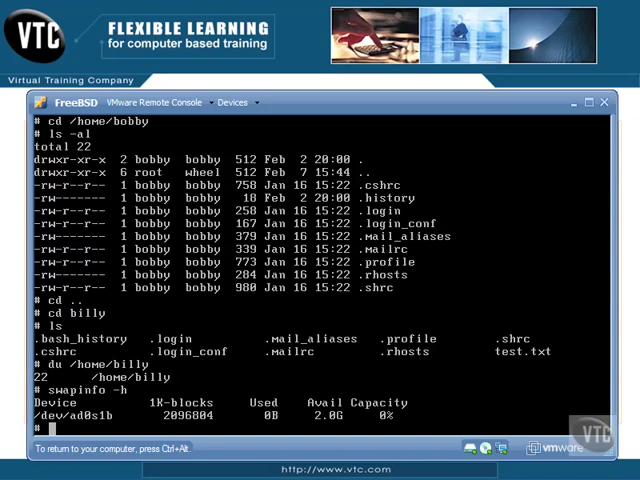 VTC
FLEXIBLE LEARNING
for computer based training
Virtual Training Company
FreeBSD VMware Remote Console Devices
# cd /home/bobby
# ls -al
total 22
drwxr-xr-x 2 bobby bobby 512 Feb 2 20:00 .
drwxr-xr-x 6 root wheel 512 Feb 7 15:44 ..
-rw-r--r-- 1 bobby bobby 758 Jan 16 15:22 .cshrc
-rw------- 1 bobby bobby 18 Feb 2 20:00 .history
-rw-r--r-- 1 bobby bobby 258 Jan 16 15:22 .login
-rw-r--r-- 1 bobby bobby 167 Jan 16 15:22 .login_conf
-rw------- 1 bobby bobby 379 Jan 16 15:22 .mail_aliases
-rw-r--r-- 1 bobby bobby 339 Jan 16 15:22 .mailrc
-rw-r--r-- 1 bobby bobby 773 Jan 16 15:22 .profile
-rw------- 1 bobby bobby 284 Jan 16 15:22 .rhosts
-rw-r--r-- 1 bobby bobby 980 Jan 16 15:22 .shrc
# cd ..
# cd billy
# ls
.bash_history .login .mail_aliases .profile .shrc
.cshrc .login_conf .mailrc .rhosts test.txt
# du /home/billy
22 /home/billy
# swapinfo -h
Device 1K-blocks Used Avail Capacity
/dev/ad0s1b 2096804 0B 2.0G 0%
#
To return to your computer, press Ctrl+Alt.
vmware
VTC
http://www.vtc.com